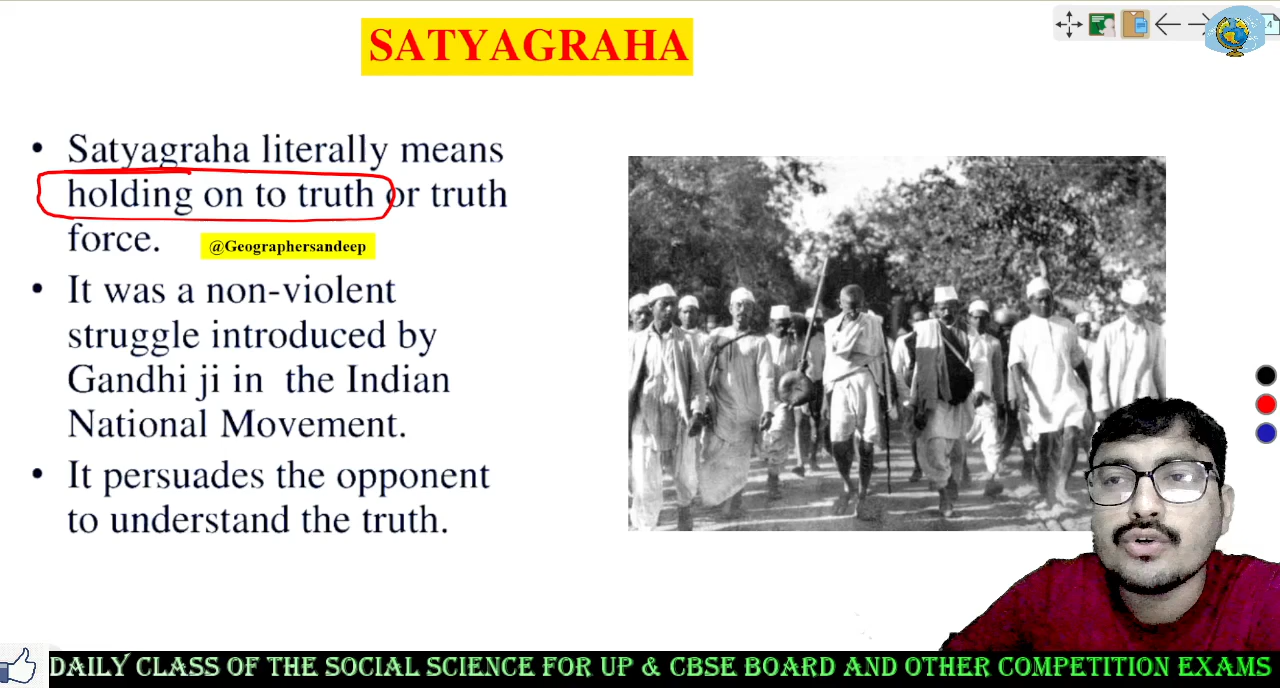 SATYAGRAHA
• Satyagraha literally means
holding on to truth or truth
force.
@Geographersandeep
• It was a non-violent
struggle introduced by
Gandhi ji in the Indian
National Movement.
• It persuades the opponent
to understand the truth.
DAILY CLASS OF THE SOCIAL SCIENCE FOR UP & CBSE BOARD AND OTHER COMPETITION EXAMS